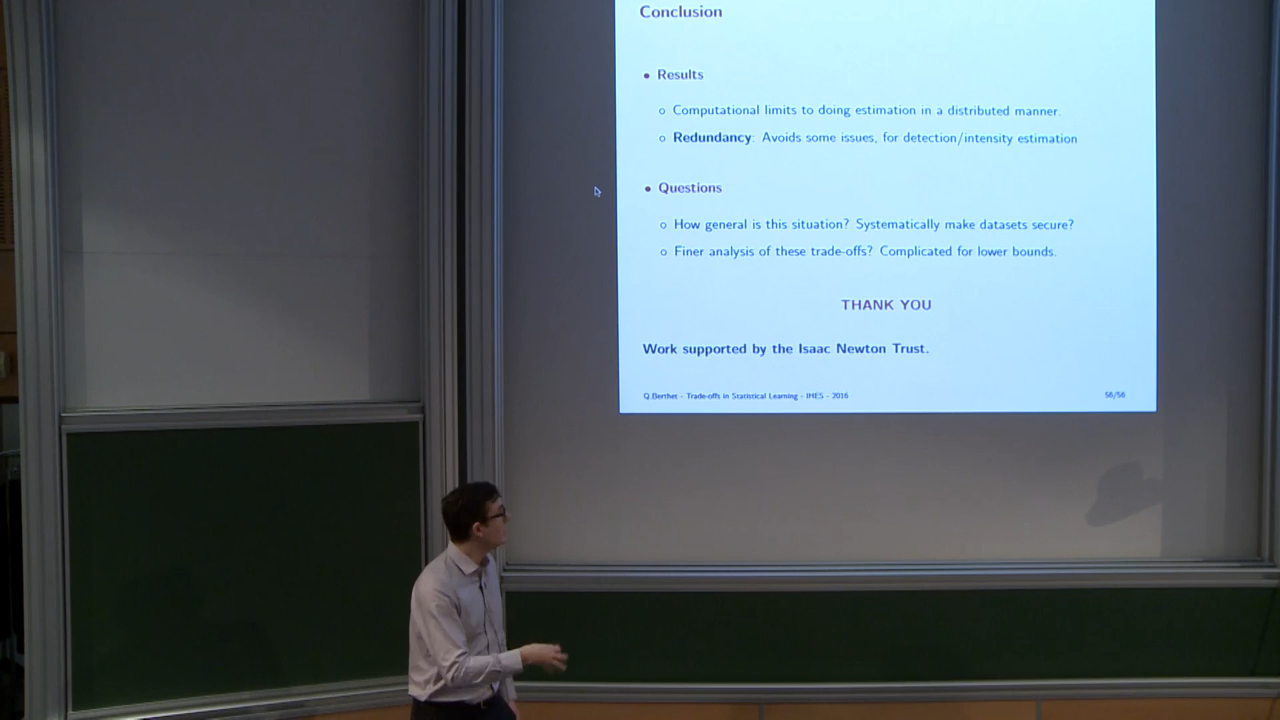 Conclusion
• Results
○ Computational limits to doing estimation in a distributed manner.
○ Redundancy: Avoids some issues, for detection/intensity estimation
• Questions
○ How general is this situation? Systematically make datasets secure?
○ Finer analysis of these trade-offs? Complicated for lower bounds.
THANK YOU
Work supported by the Isaac Newton Trust.
Q.Berthet - Trade-offs in Statistical Learning - IHES - 2016
56/56